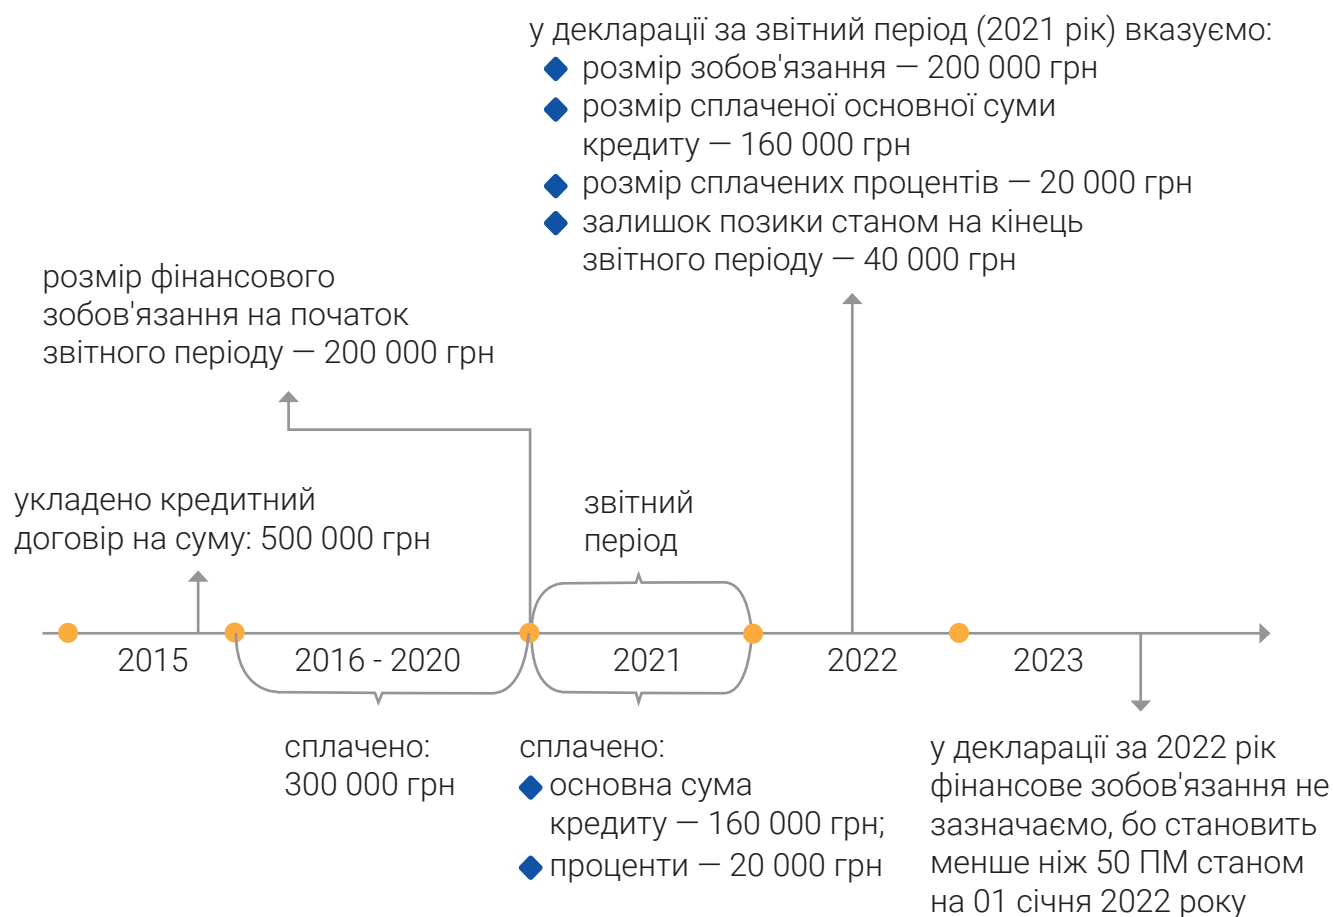 у декларації за звітний період (2021 рік) вказуємо:
розмір зобов'язання — 200 000 грн
розмір сплаченої основної суми
кредиту — 160 000 грн
розмір сплачених процентів — 20 000 грн
залишок позики станом на кінець
звітного періоду — 40 000 грн
розмір фінансового
зобов'язання на початок
звітного періоду — 200 000 грн
укладено кредитний
договір на суму: 500 000 грн
звітний
період
2015
2016 - 2020
2021
2022
2023
сплачено:
300 000 грн
сплачено:
основна сума
кредиту — 160 000 грн;
проценти — 20 000 грн
у декларації за 2022 рік
фінансове зобов'язання не
зазначаємо, бо становить
менше ніж 50 ПМ станом
на 01 січня 2022 року